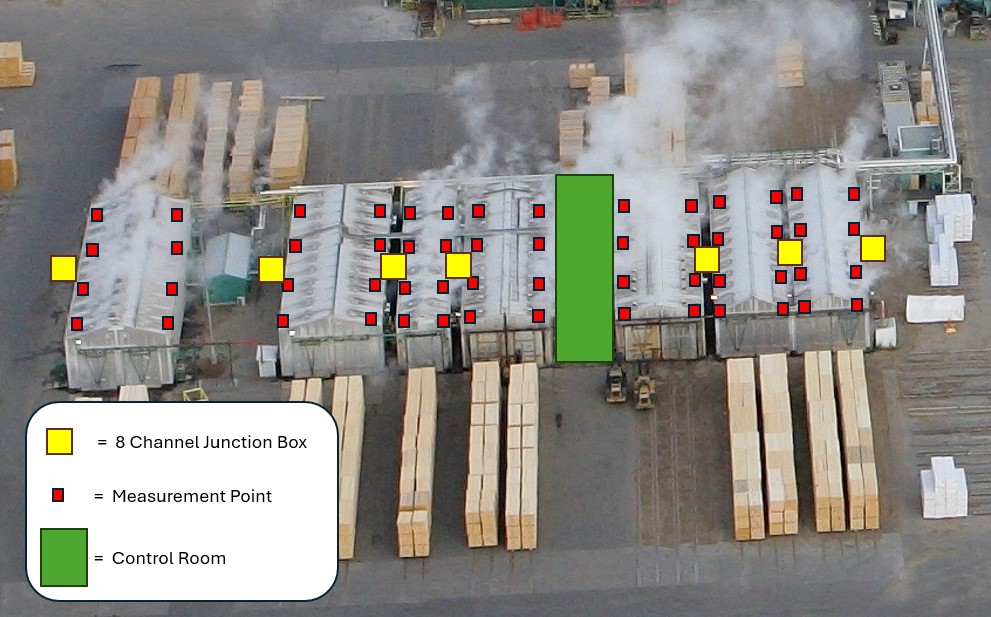 = 8 Channel Junction Box
= Measurement Point
= Control Room